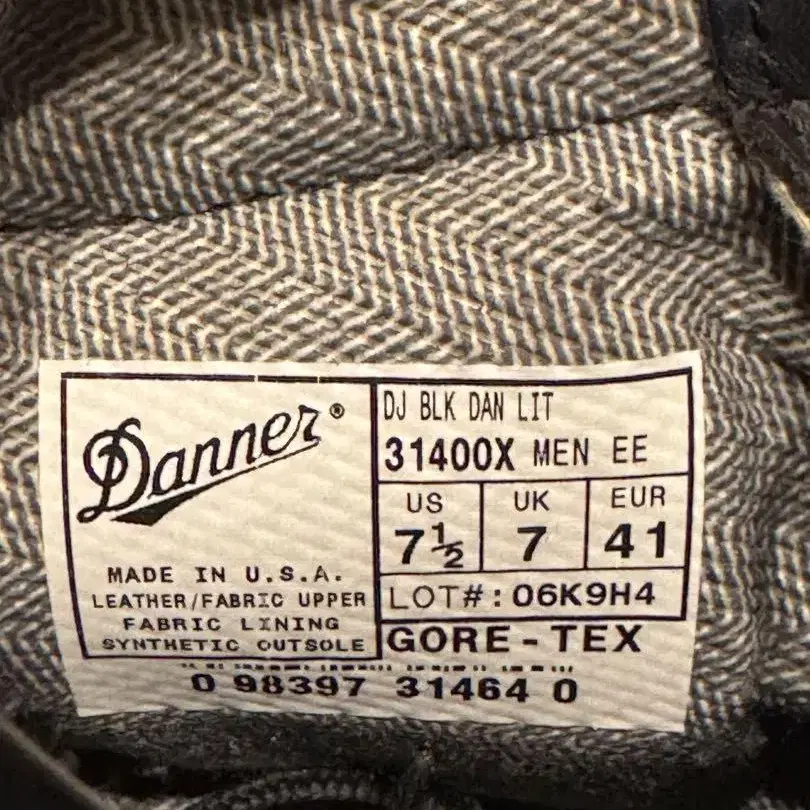 Danner®
MADE IN U.S.A.
LEATHER/FABRIC UPPER
FABRIC LINING
SYNTHETIC OUTSOLE
DJ BLK DAN LIT
31400X MEN EE
US UK EUR
7½ 7 41
LOT#: 06K9H4
GORE-TEX
0 98397 31464 0